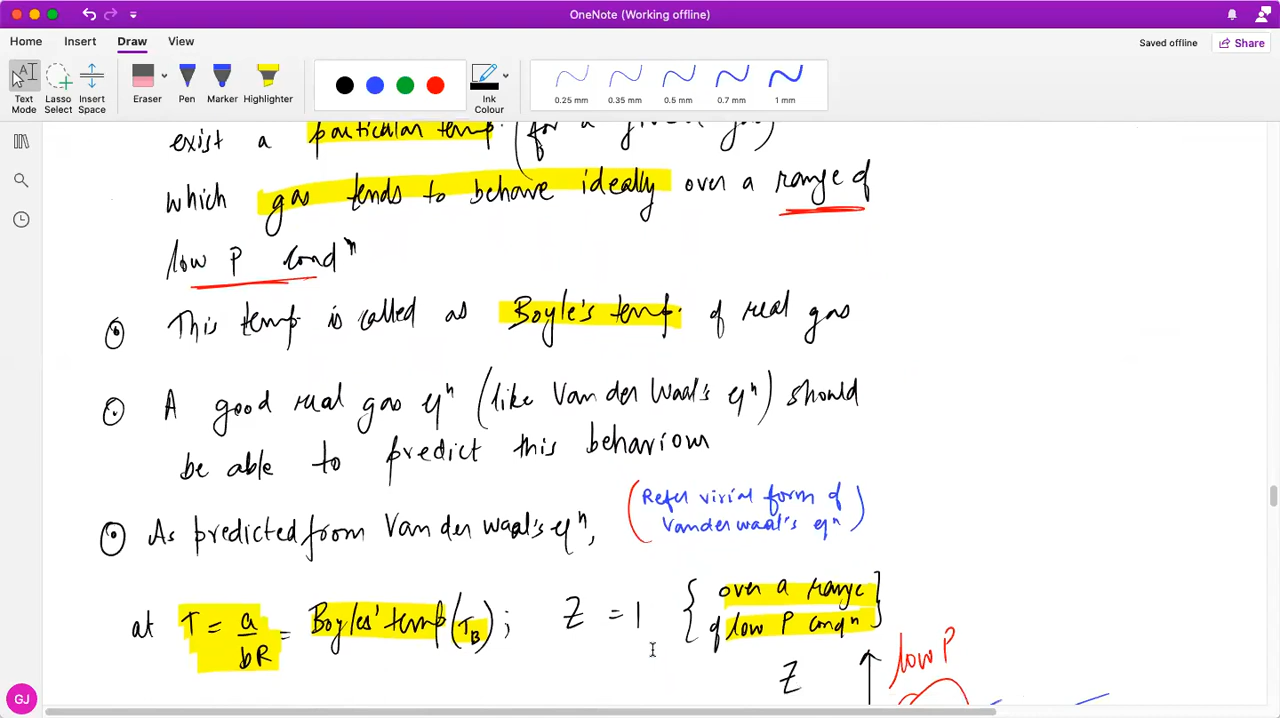 OneNote (Working offline)
Home Insert Draw View
Saved offline
Share
Text Mode
Lasso Select
Insert Space
Eraser
Pen
Marker
Highlighter
Ink Colour
0.25 mm 0.35 mm 0.5 mm 0.7 mm 1 mm
exist a particular temp. (for a given gas)
which gas tends to behave ideally over a range of
low P condⁿ
This temp is called as Boyle's temp. of real gas
A good real gas eqⁿ (like Van der Waal's eqⁿ) should
be able to predict this behaviour
(Refer virial form of
Vanderwaal's eqⁿ)
As predicted from Van der waal's eqⁿ,
at T = a/bR = Boyles' temp (T_B); Z = 1 { over a range
of low P condⁿ }
low P
Z
GJ